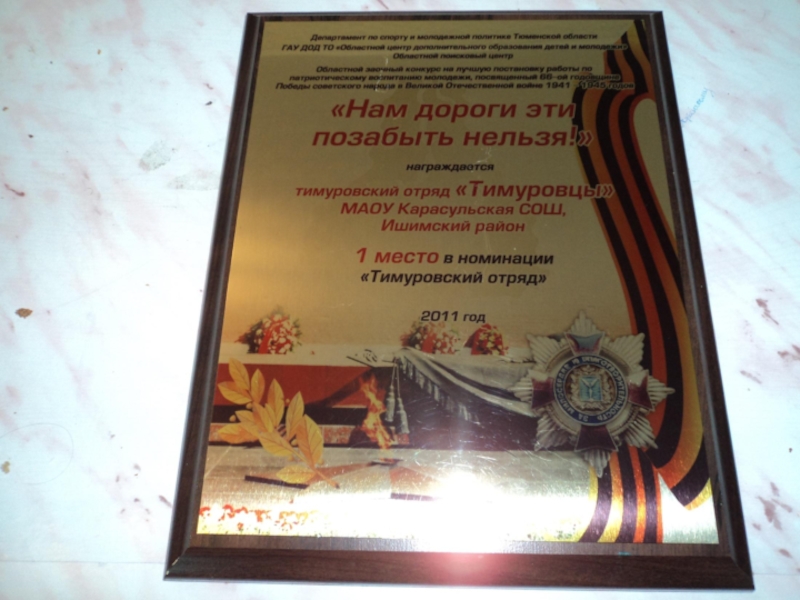 Департамент по спорту и молодежной политике Тюменской области
ГАУ ДОД ТО «Областной центр дополнительного образования детей и молодежи»
Областной поисковый центр
Областной заочный конкурс на лучшую постановку работы по
патриотическому воспитанию молодежи, посвященный 66-ой годовщине
Победы советского народа в Великой Отечественной войне 1941 - 1945 годов
«Нам дороги эти
позабыть нельзя!»
награждается
тимуровский отряд «Тимуровцы»
МАОУ Карасульская СОШ,
Ишимский район
1 место в номинации
«Тимуровский отряд»
2011 год